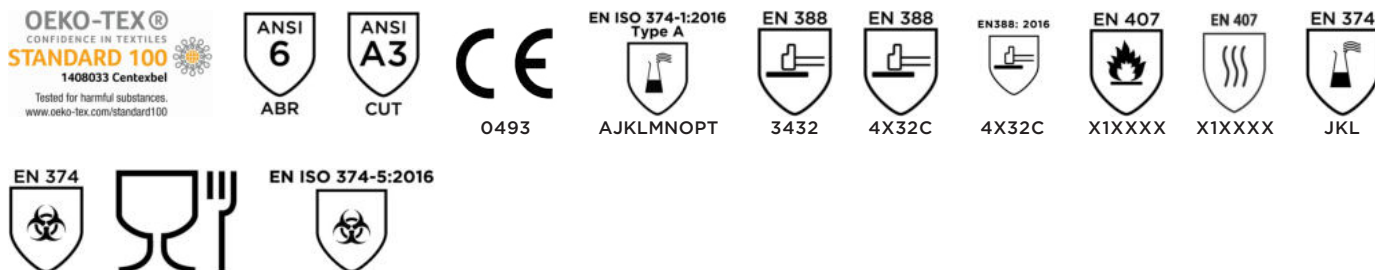 OEKO-TEX®
CONFIDENCE IN TEXTILES
STANDARD 100
1408033 Centexbel
Tested for harmful substances.
www.oeko-tex.com/standard100
ANSI
6
ABR
ANSI
A3
CUT
CE
0493
EN ISO 374-1:2016
Type A
AJKLMNOPT
EN 388
3432
EN 388
4X32C
EN388: 2016
4X32C
EN 407
X1XXXX
EN 407
X1XXXX
EN 374
JKL
EN 374
EN ISO 374-5:2016